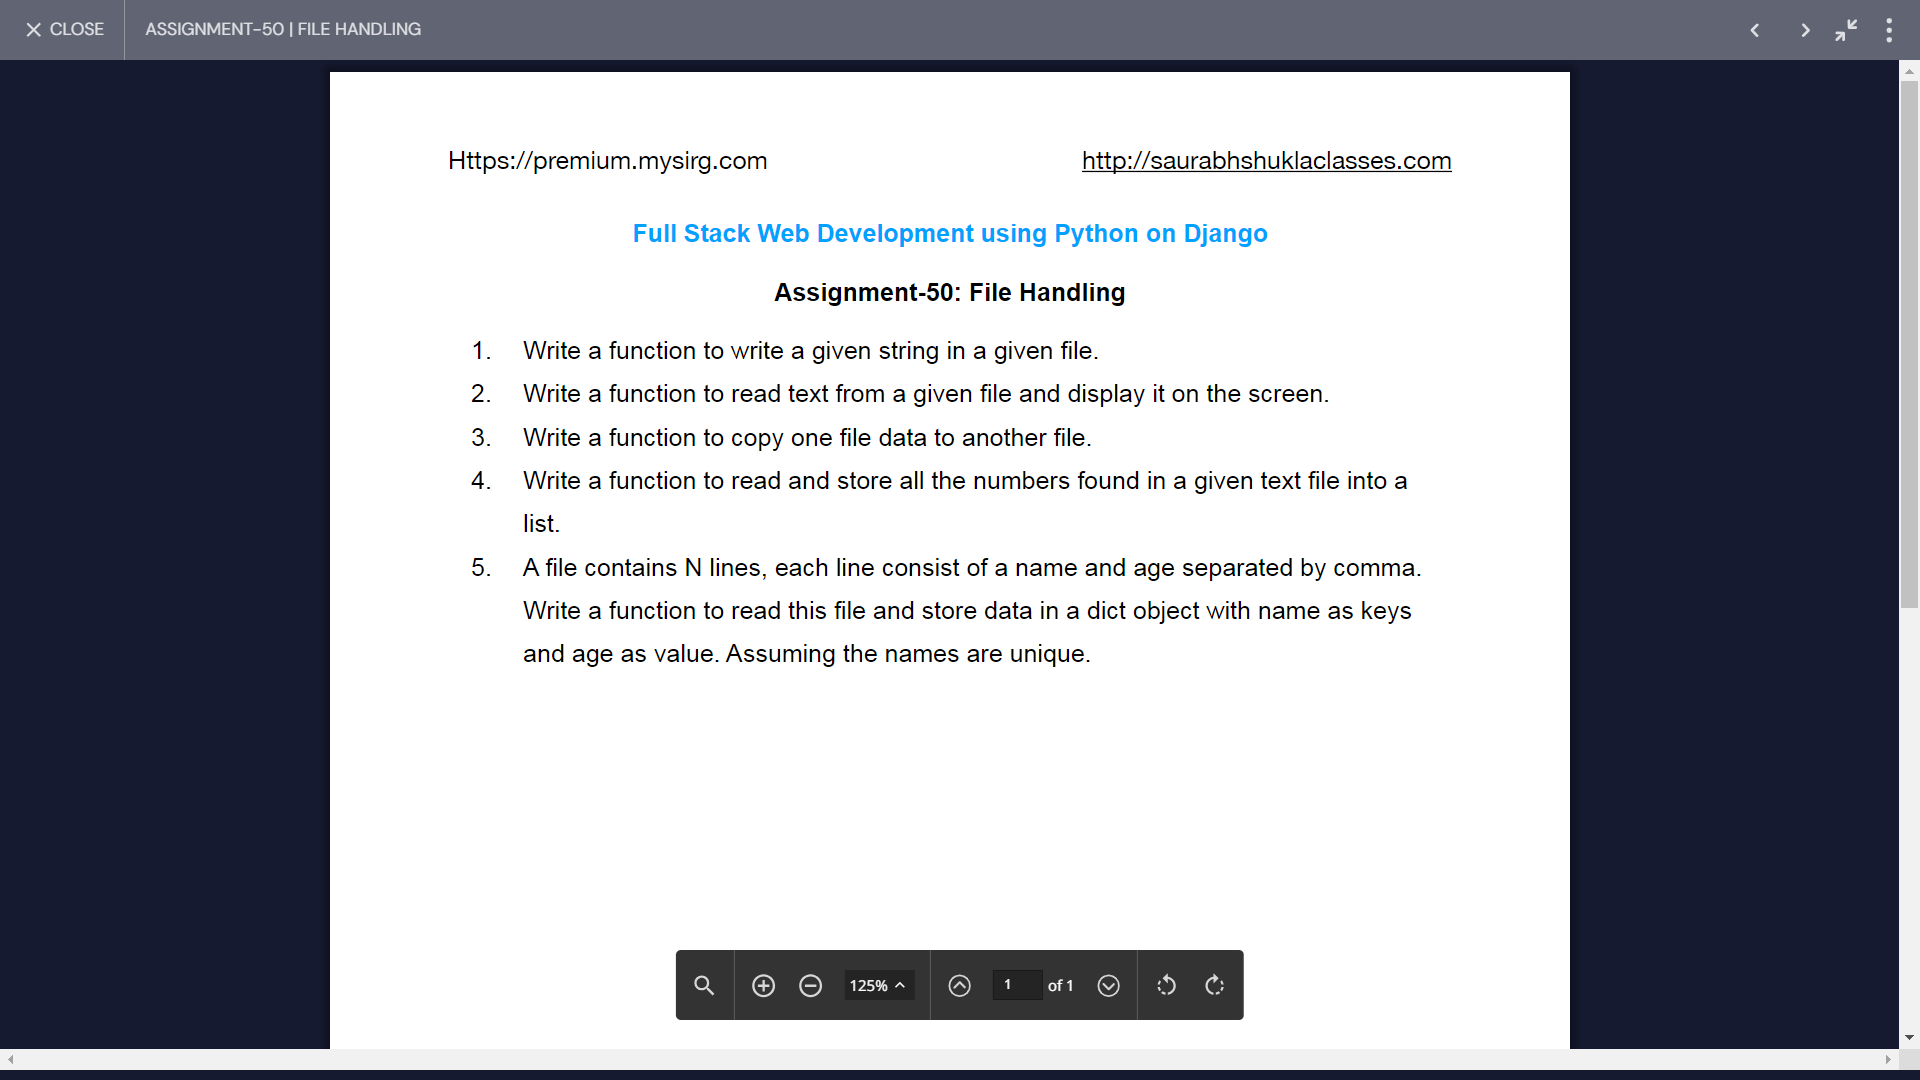 CLOSE
ASSIGNMENT-50 | FILE HANDLING
Https://premium.mysirg.com
http://saurabhshuklaclasses.com
Full Stack Web Development using Python on Django
Assignment-50: File Handling
1. Write a function to write a given string in a given file.
2. Write a function to read text from a given file and display it on the screen.
3. Write a function to copy one file data to another file.
4. Write a function to read and store all the numbers found in a given text file into a
list.
5. A file contains N lines, each line consist of a name and age separated by comma.
Write a function to read this file and store data in a dict object with name as keys
and age as value. Assuming the names are unique.
125%
1 of 1